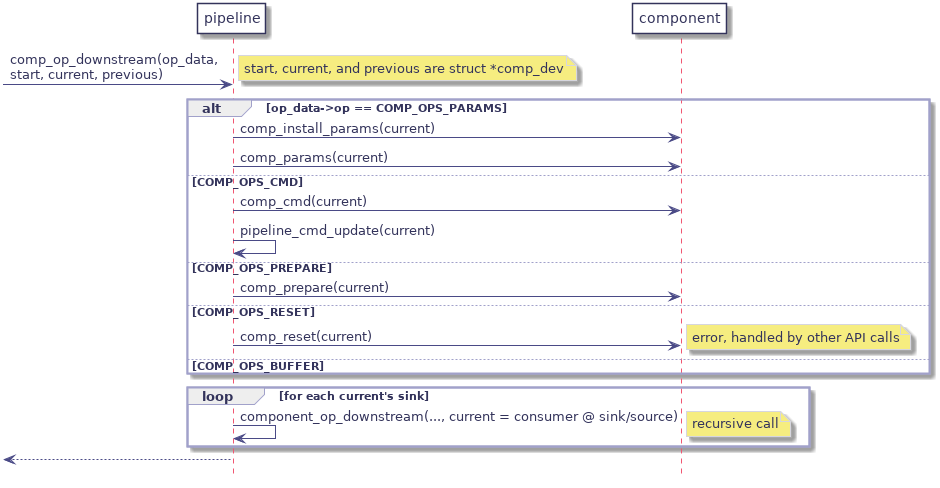 pipeline
component
comp_op_downstream(op_data,
start, current, previous)
start, current, and previous are struct *comp_dev
alt
[op_data->op == COMP_OPS_PARAMS]
comp_install_params(current)
comp_params(current)
[COMP_OPS_CMD]
comp_cmd(current)
pipeline_cmd_update(current)
[COMP_OPS_PREPARE]
comp_prepare(current)
[COMP_OPS_RESET]
comp_reset(current)
error, handled by other API calls
[COMP_OPS_BUFFER]
loop
[for each current's sink]
component_op_downstream(..., current = consumer @ sink/source)
recursive call